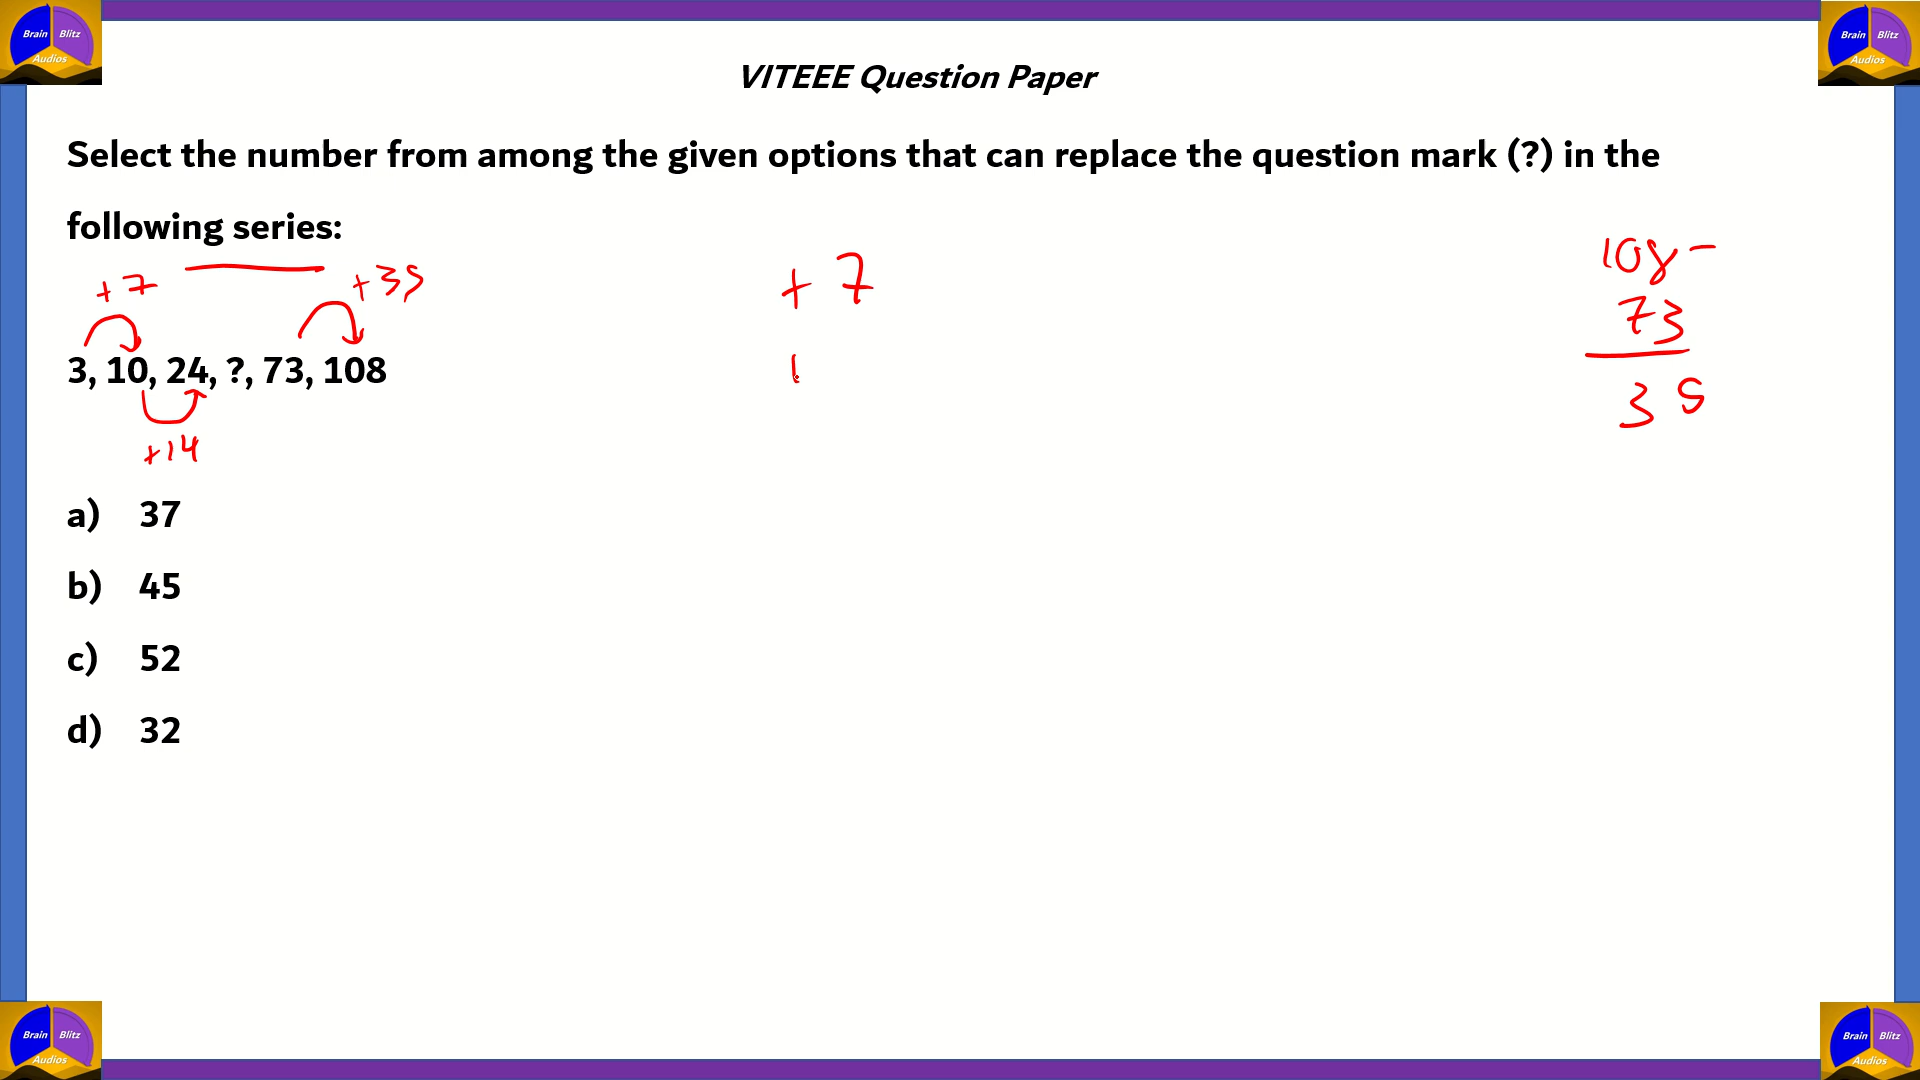 Brain Blitz Audios
Brain Blitz Audios
VITEEE Question Paper
Select the number from among the given options that can replace the question mark (?) in the
following series:
+7
+35
+7
108 -
73
35
3, 10, 24, ?, 73, 108
+14
a) 37
b) 45
c) 52
d) 32
Brain Blitz Audios
Brain Blitz Audios